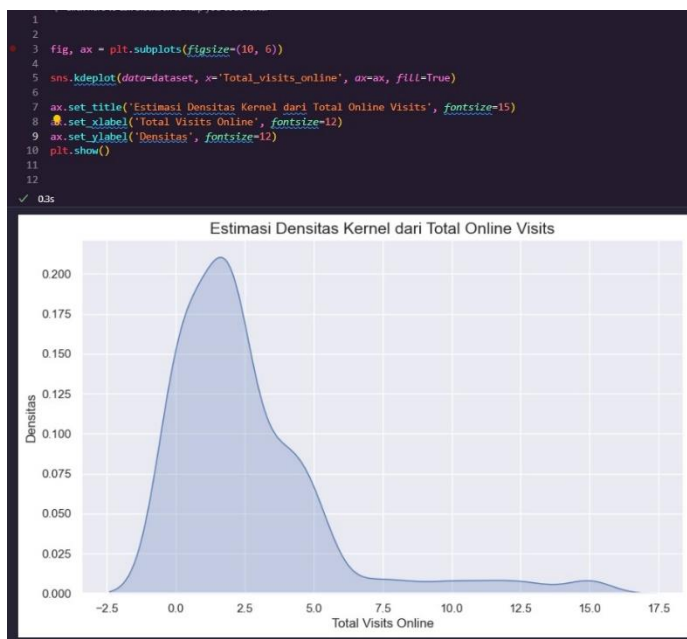 1
2
3 fig, ax = plt.subplots(figsize=(10, 6))
4
5 sns.kdeplot(data=dataset, x='Total_visits_online', ax=ax, fill=True)
6
7 ax.set_title('Estimasi Densitas Kernel dari Total Online Visits', fontsize=15)
8 ax.set_xlabel('Total Visits Online', fontsize=12)
9 ax.set_ylabel('Densitas', fontsize=12)
10 plt.show()
11
12
0.3s
Estimasi Densitas Kernel dari Total Online Visits
0.200
0.175
0.150
0.125
0.100
0.075
0.050
0.025
0.000
Densitas
−2.5 0.0 2.5 5.0 7.5 10.0 12.5 15.0 17.5
Total Visits Online